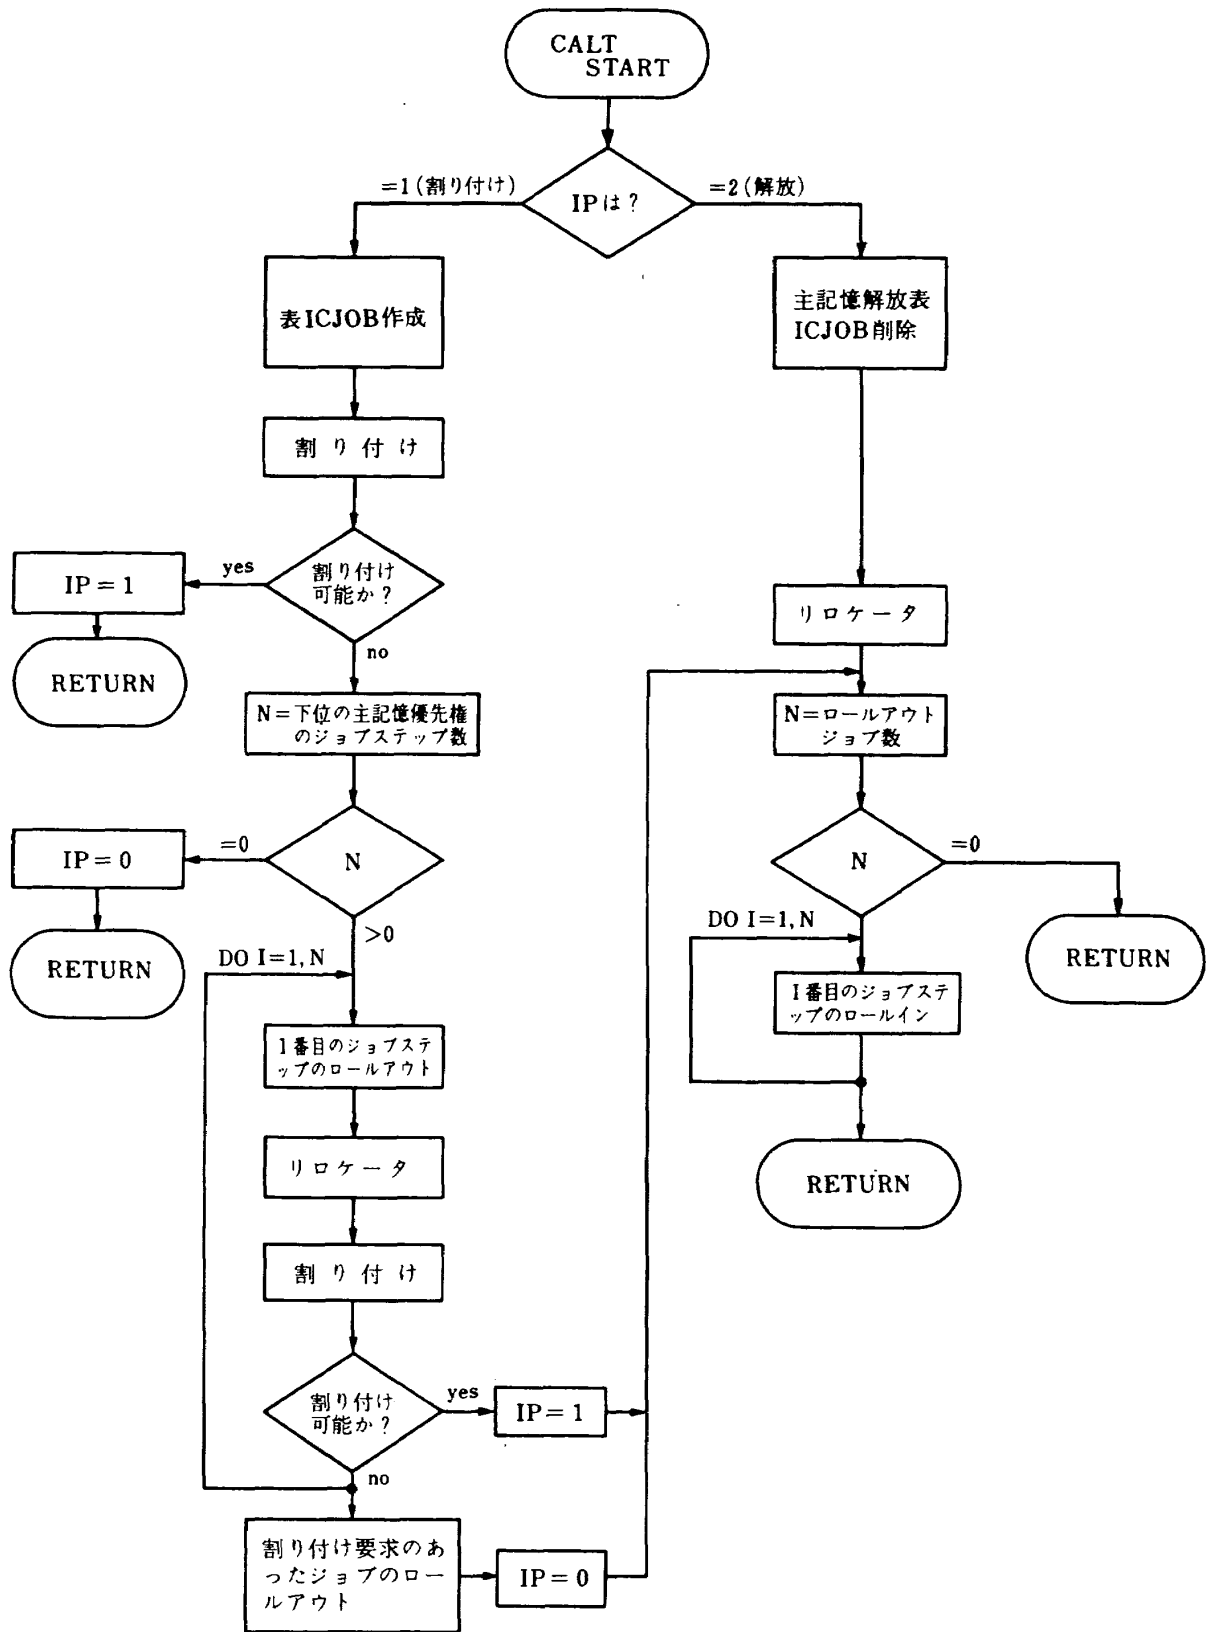 CALT
START
IPは?
=1(割り付け)
=2(解放)
表ICJOB作成
主記憶解放表
ICJOB削除
割り付け
割り付け
可能か?
yes
IP=1
RETURN
no
リロケータ
N=下位の主記憶優先権
のジョブステップ数
N=ロールアウト
ジョブ数
N
=0
IP=0
RETURN
>0
N
=0
RETURN
DO I=1,N
DO I=1,N
I番目のジョブステ
ップのロールアウト
I番目のジョブステ
ップのロールイン
リロケータ
RETURN
割り付け
割り付け
可能か?
yes
IP=1
no
割り付け要求のあ
ったジョブのロー
ルアウト
IP=0